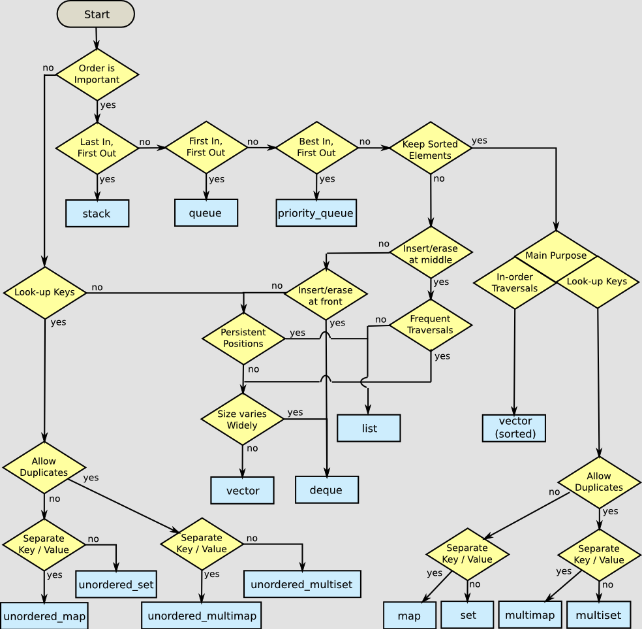 Start
no
Order is
Important
yes
Last In,
First Out
no
First In,
First Out
no
Best In,
First Out
no
Keep Sorted
Elements
yes
yes
yes
yes
no
stack
queue
priority_queue
no
Insert/erase
at middle
Main Purpose
yes
In-order
Traversals
Look-up Keys
Look-up Keys
no
no
Insert/erase
at front
yes
yes
Persistent
Positions
yes
no
Frequent
Traversals
no
yes
Size varies
Widely
yes
list
vector
(sorted)
no
vector
deque
Allow
Duplicates
yes
no
Allow
Duplicates
no
yes
Separate
Key / Value
no
Separate
Key / Value
no
Separate
Key / Value
Separate
Key / Value
yes
unordered_set
yes
unordered_multiset
yes
no
yes
no
unordered_map
unordered_multimap
map
set
multimap
multiset